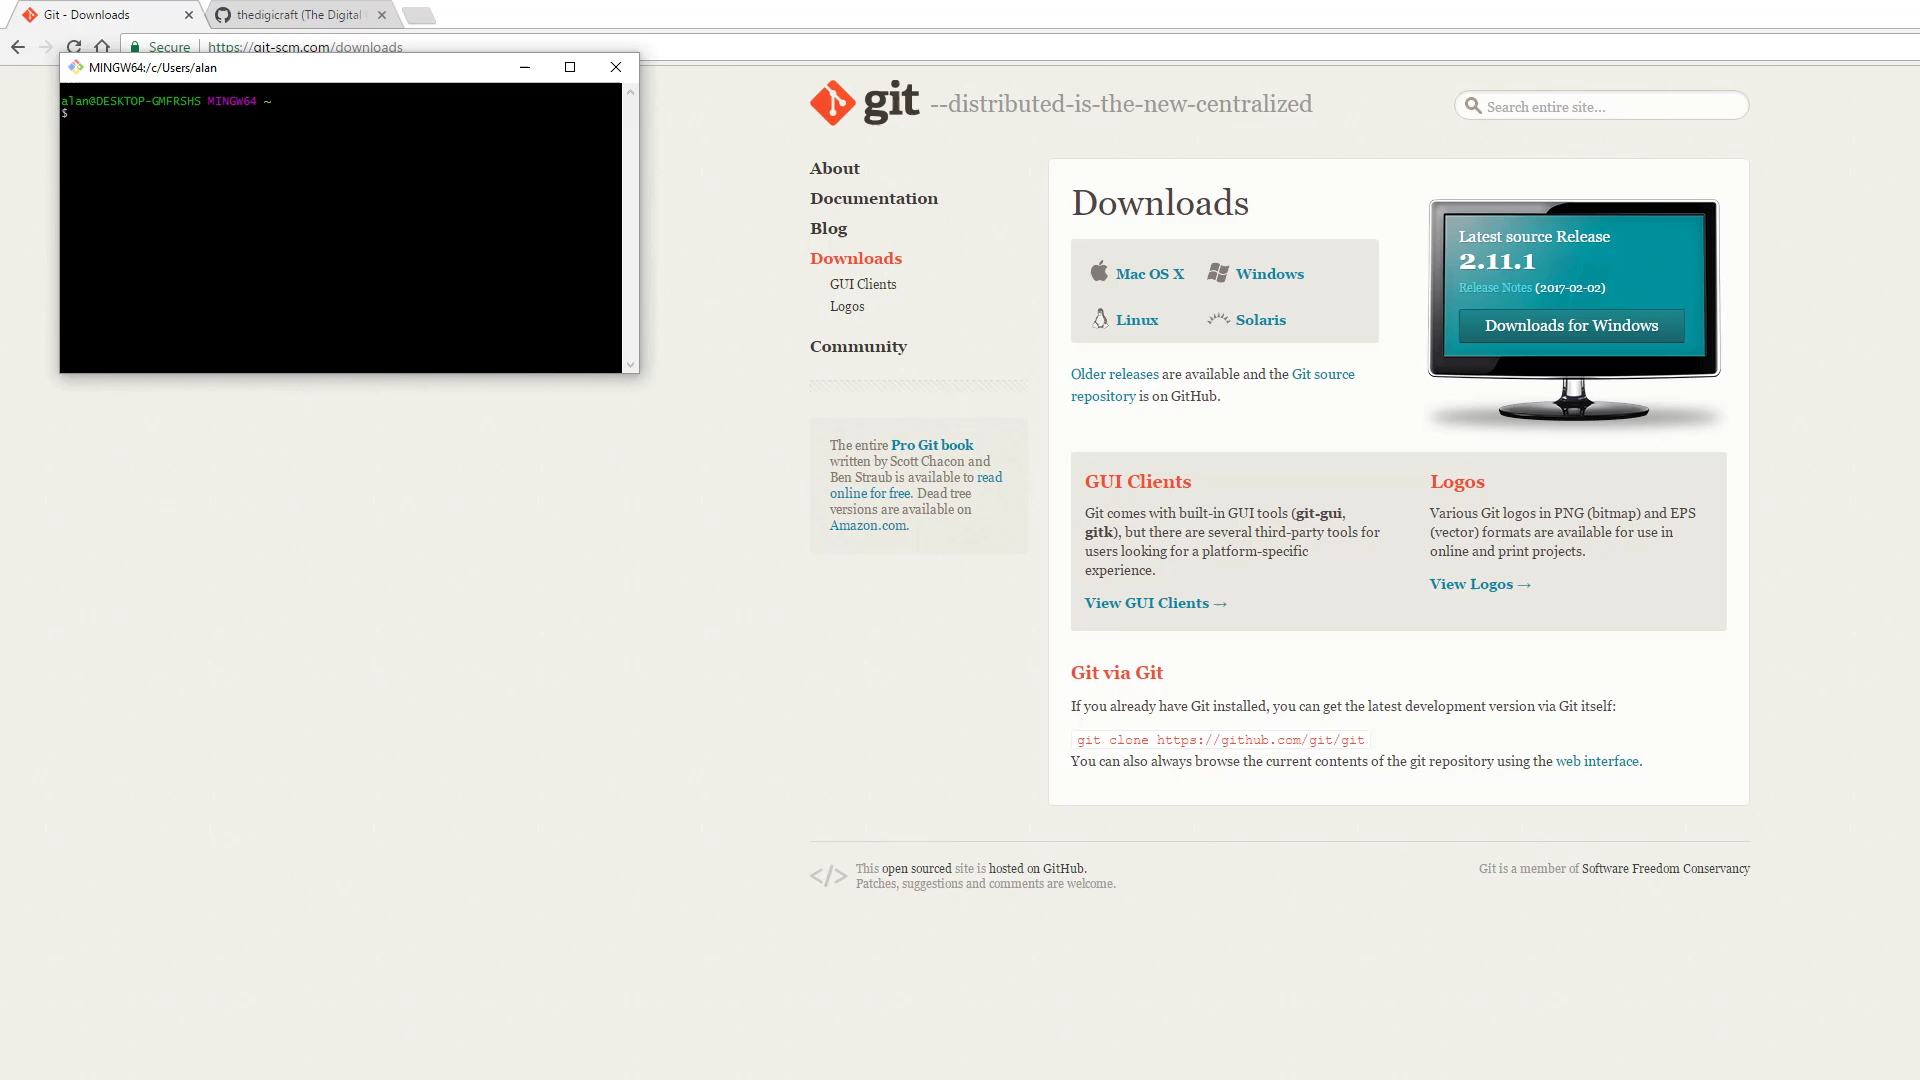 Git - Downloads
thedigicraft (The Digital
Secure
https://git-scm.com/downloads
MINGW64:/c/Users/alan
alan@DESKTOP-GMFRSHS MINGW64 ~
$
git --distributed-is-the-new-centralized
Search entire site...
About
Documentation
Blog
Downloads
GUI Clients
Logos
Community
The entire Pro Git book
written by Scott Chacon and
Ben Straub is available to read
online for free. Dead tree
versions are available on
Amazon.com.
Downloads
Mac OS X
Windows
Linux
Solaris
Older releases are available and the Git source
repository is on GitHub.
Latest source Release
2.11.1
Release Notes (2017-02-02)
Downloads for Windows
GUI Clients
Git comes with built-in GUI tools (git-gui,
gitk), but there are several third-party tools for
users looking for a platform-specific
experience.
View GUI Clients →
Logos
Various Git logos in PNG (bitmap) and EPS
(vector) formats are available for use in
online and print projects.
View Logos →
Git via Git
If you already have Git installed, you can get the latest development version via Git itself:
git clone https://github.com/git/git
You can also always browse the current contents of the git repository using the web interface.
</> This open sourced site is hosted on GitHub.
Patches, suggestions and comments are welcome.
Git is a member of Software Freedom Conservancy